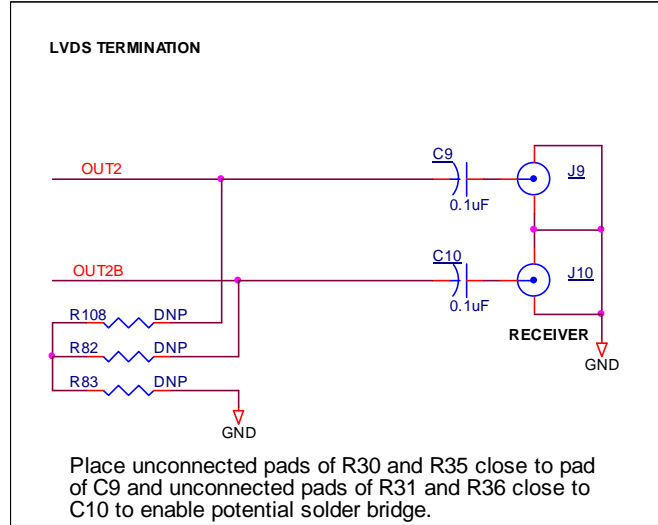 LVDS TERMINATION
OUT2
C9
J9
0.1uF
OUT2B
C10
J10
0.1uF
R108 DNP
R82 DNP
RECEIVER
R83 DNP
GND
GND
Place unconnected pads of R30 and R35 close to pad
of C9 and unconnected pads of R31 and R36 close to
C10 to enable potential solder bridge.